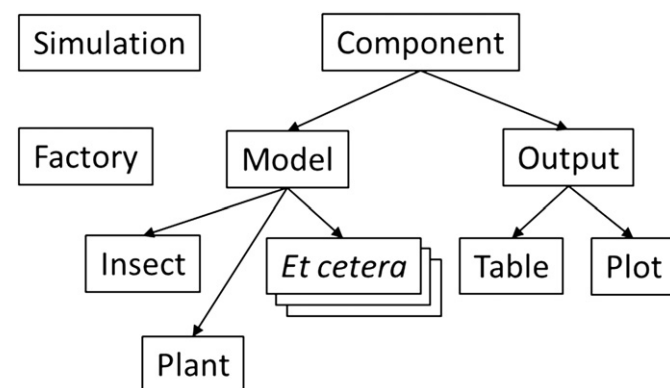 Simulation
Component
Factory
Model
Output
Insect
Et cetera
Table
Plot
Plant